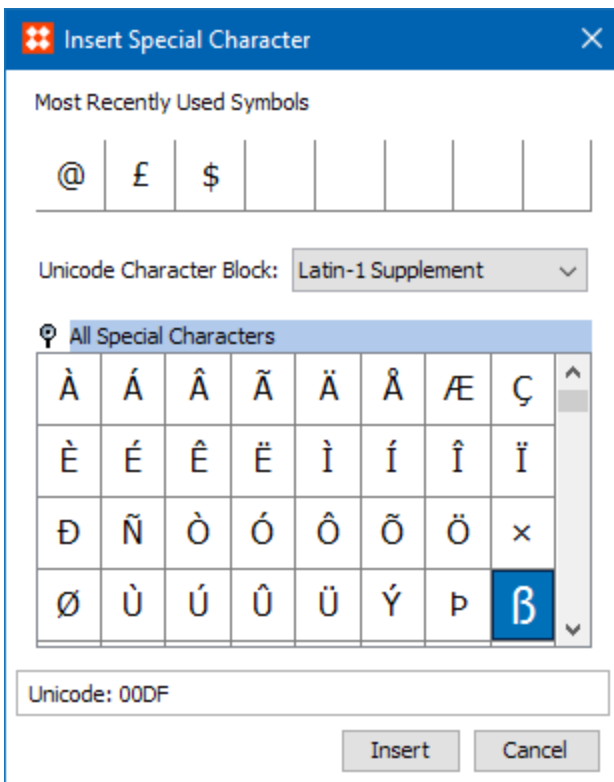 Insert Special Character
Most Recently Used Symbols
@ £ $
Unicode Character Block: Latin-1 Supplement
All Special Characters
À Á Â Ã Ä Å Æ Ç
È É Ê Ë Ì Í Î Ï
Ð Ñ Ò Ó Ô Õ Ö ×
Ø Ù Ú Û Ü Ý Þ ß
Unicode: 00DF
Insert Cancel